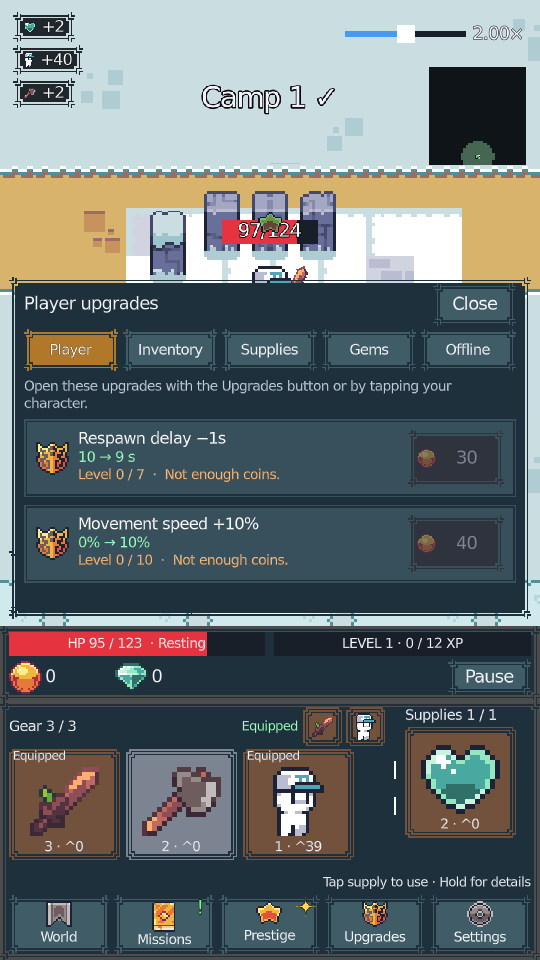 +2
+40
+2
2.00×
Camp 1 ✓
97/124
Player upgrades
Close
Player
Inventory
Supplies
Gems
Offline
Open these upgrades with the Upgrades button or by tapping your
character.
Respawn delay −1s
10 → 9 s
Level 0 / 7 · Not enough coins.
30
Movement speed +10%
0% → 10%
Level 0 / 10 · Not enough coins.
40
HP 95 / 123 · Resting
LEVEL 1 · 0 / 12 XP
0
0
Pause
Gear 3 / 3
Equipped
Supplies 1 / 1
Equipped
3 · ^0
2 · ^0
Equipped
1 · ^39
2 · ^0
Tap supply to use · Hold for details
World
Missions
!
Prestige
Upgrades
Settings